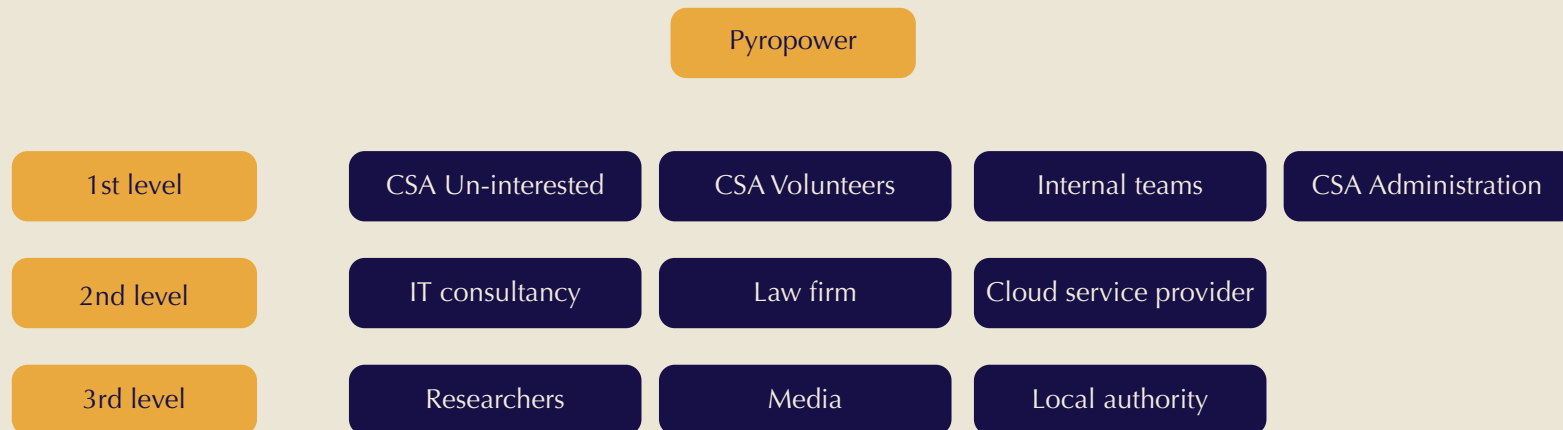 Pyropower
1st level
CSA Un-interested
CSA Volunteers
Internal teams
CSA Administration
2nd level
IT consultancy
Law firm
Cloud service provider
3rd level
Researchers
Media
Local authority